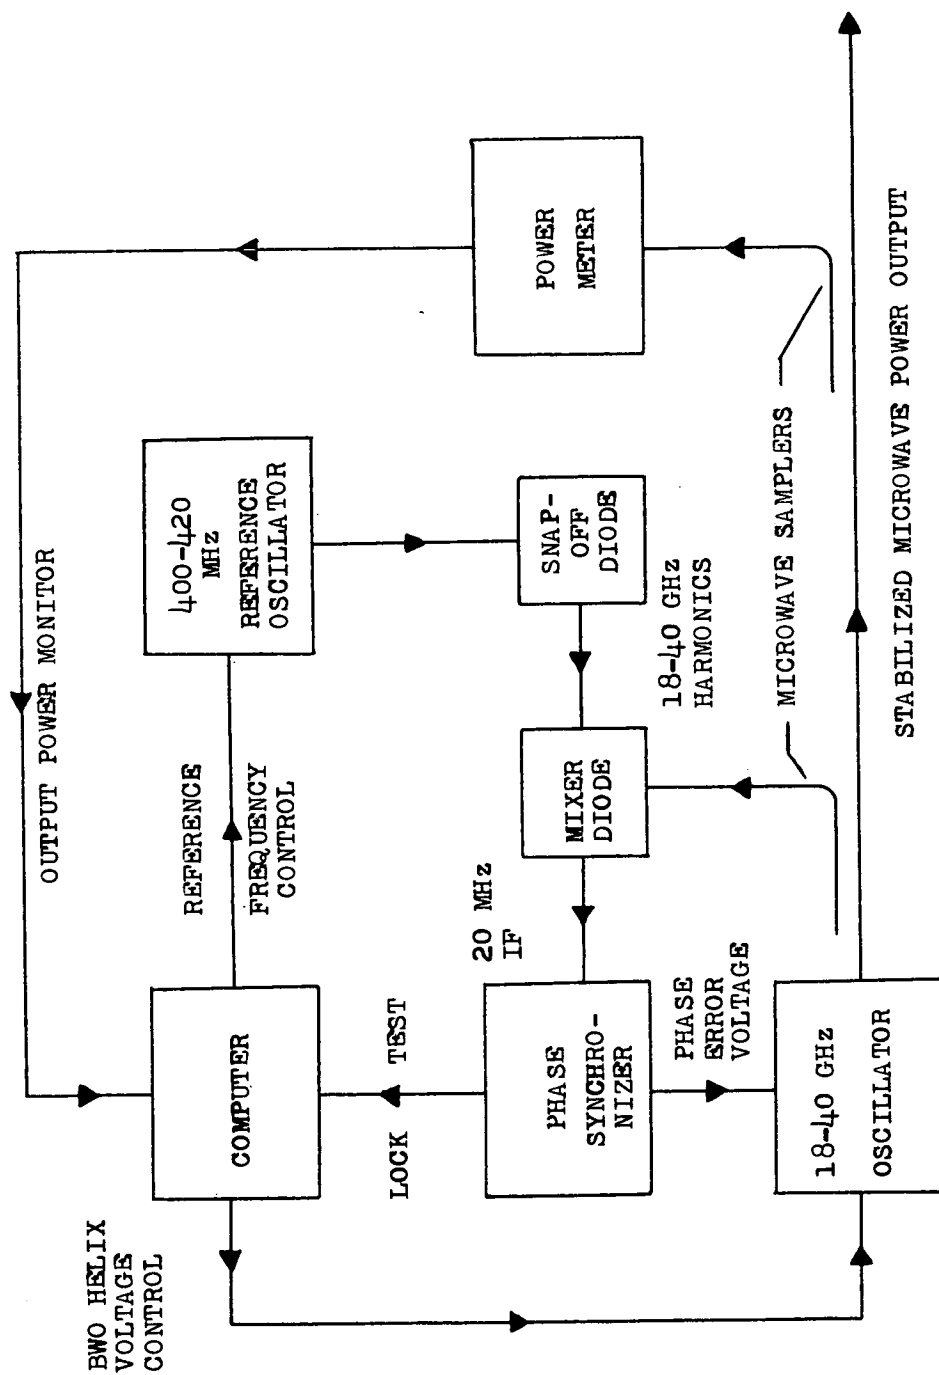 OUTPUT POWER MONITOR
BWO HELIX
VOLTAGE
CONTROL
COMPUTER
REFERENCE
FREQUENCY
CONTROL
400-420
MHz
REFERENCE
OSCILLATOR
LOCK TEST
PHASE
SYNCHRO-
NIZER
20 MHz
IF
MIXER
DIODE
18-40 GHz
HARMONICS
SNAP-
OFF
DIODE
POWER
METER
PHASE
ERROR
VOLTAGE
MICROWAVE SAMPLERS
18-40 GHz
OSCILLATOR
STABILIZED MICROWAVE POWER OUTPUT